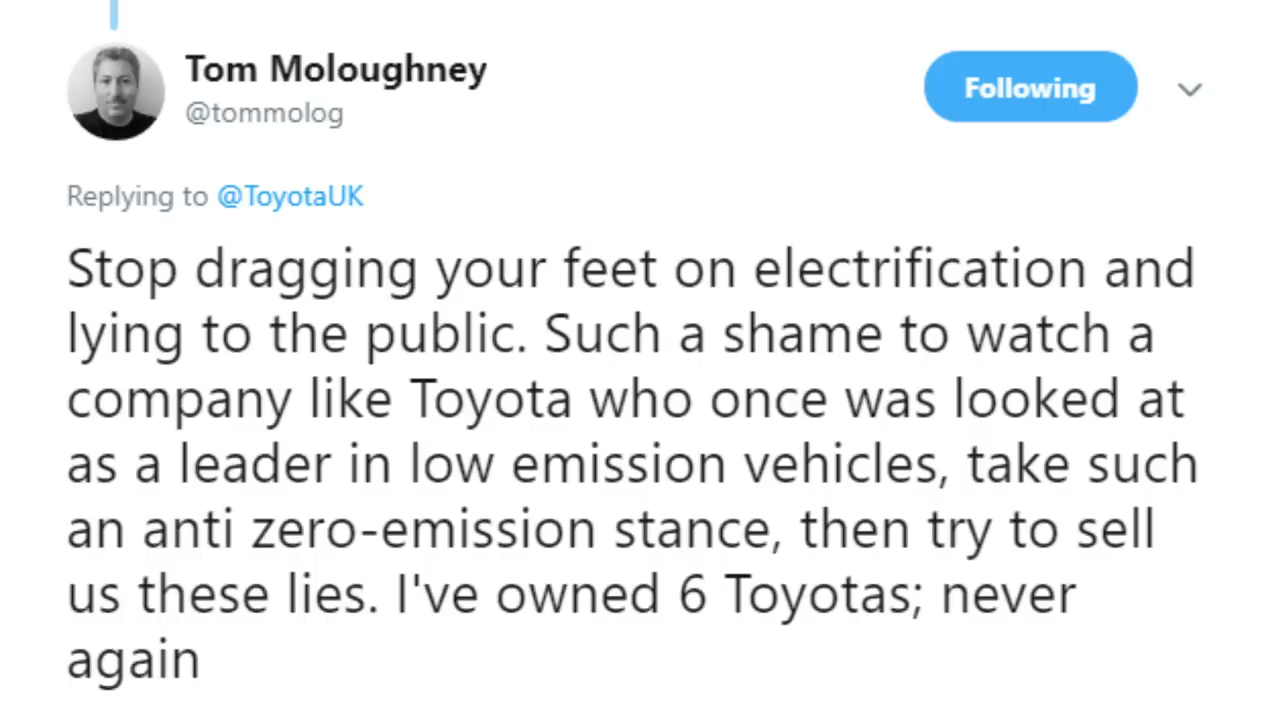 Tom Moloughney
@tommolog
Following
Replying to @ToyotaUK
Stop dragging your feet on electrification and
lying to the public. Such a shame to watch a
company like Toyota who once was looked at
as a leader in low emission vehicles, take such
an anti zero-emission stance, then try to sell
us these lies. I've owned 6 Toyotas; never
again